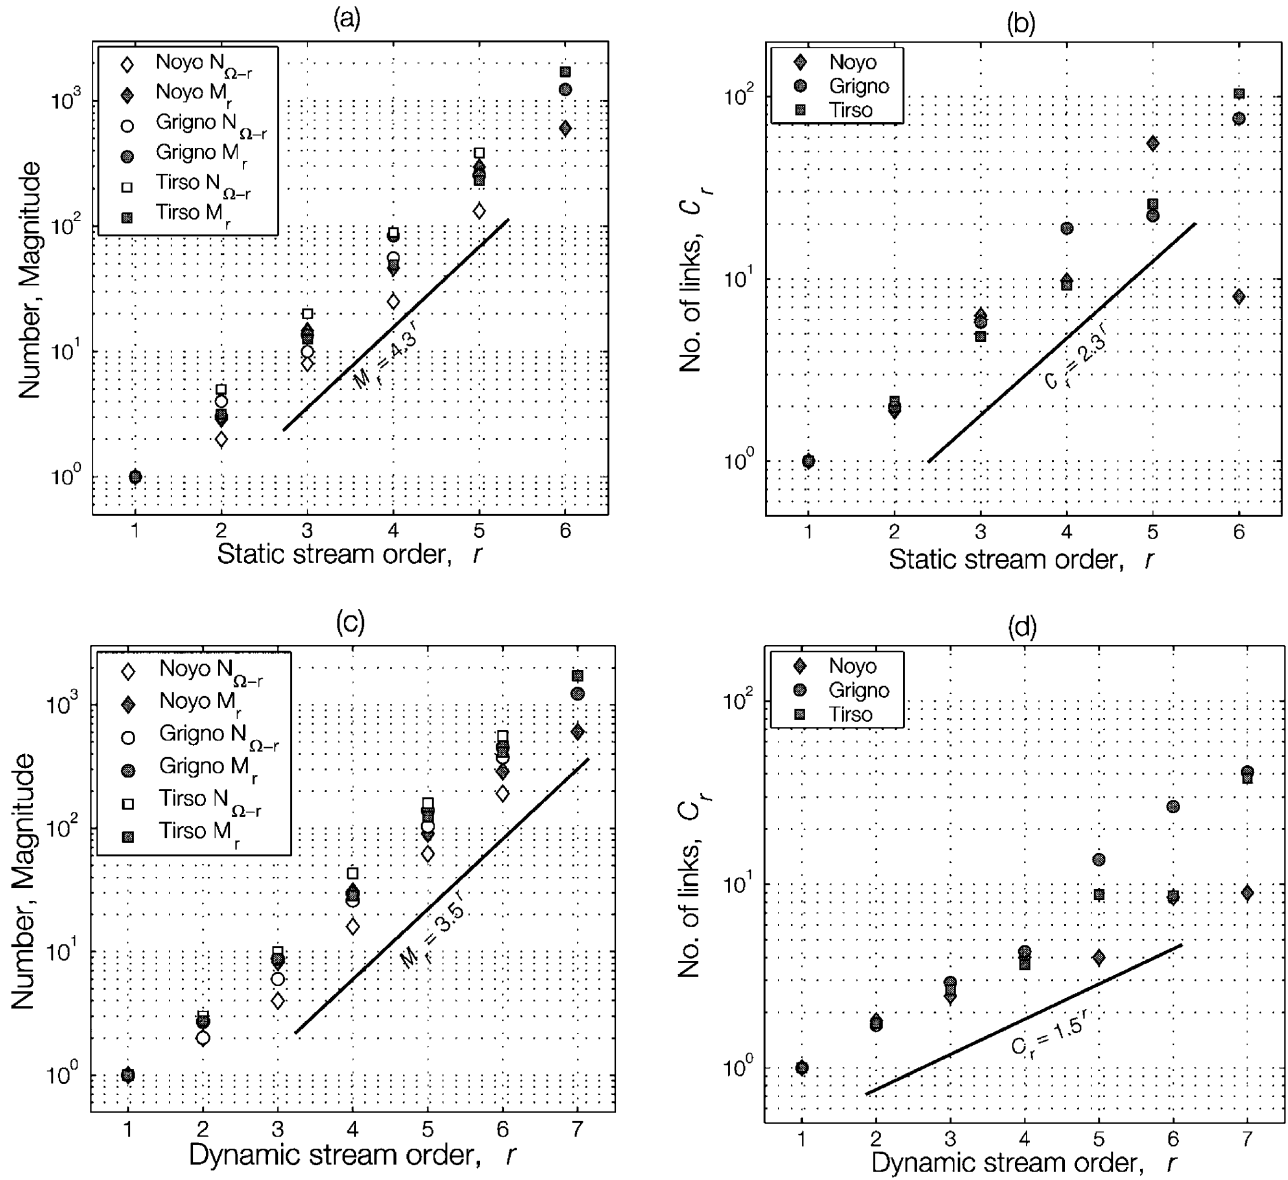 (a)
Noyo N_Ω−r
Noyo M_r
Grigno N_Ω−r
Grigno M_r
Tirso N_Ω−r
Tirso M_r
Number, Magnitude
10^3
10^2
10^1
10^0
M_r = 4.3^r
1 2 3 4 5 6
Static stream order, r
(b)
Noyo
Grigno
Tirso
No. of links, C_r
10^2
10^1
10^0
C_r = 2.3^r
1 2 3 4 5 6
Static stream order, r
(c)
Noyo N_Ω−r
Noyo M_r
Grigno N_Ω−r
Grigno M_r
Tirso N_Ω−r
Tirso M_r
Number, Magnitude
10^3
10^2
10^1
10^0
M_r = 3.5^r
1 2 3 4 5 6 7
Dynamic stream order, r
(d)
Noyo
Grigno
Tirso
No. of links, C_r
10^2
10^1
10^0
C_r = 1.5^r
1 2 3 4 5 6 7
Dynamic stream order, r